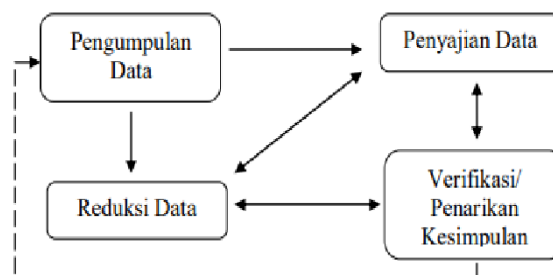 Pengumpulan
Data
Penyajian Data
Reduksi Data
Verifikasi/
Penarikan
Kesimpulan